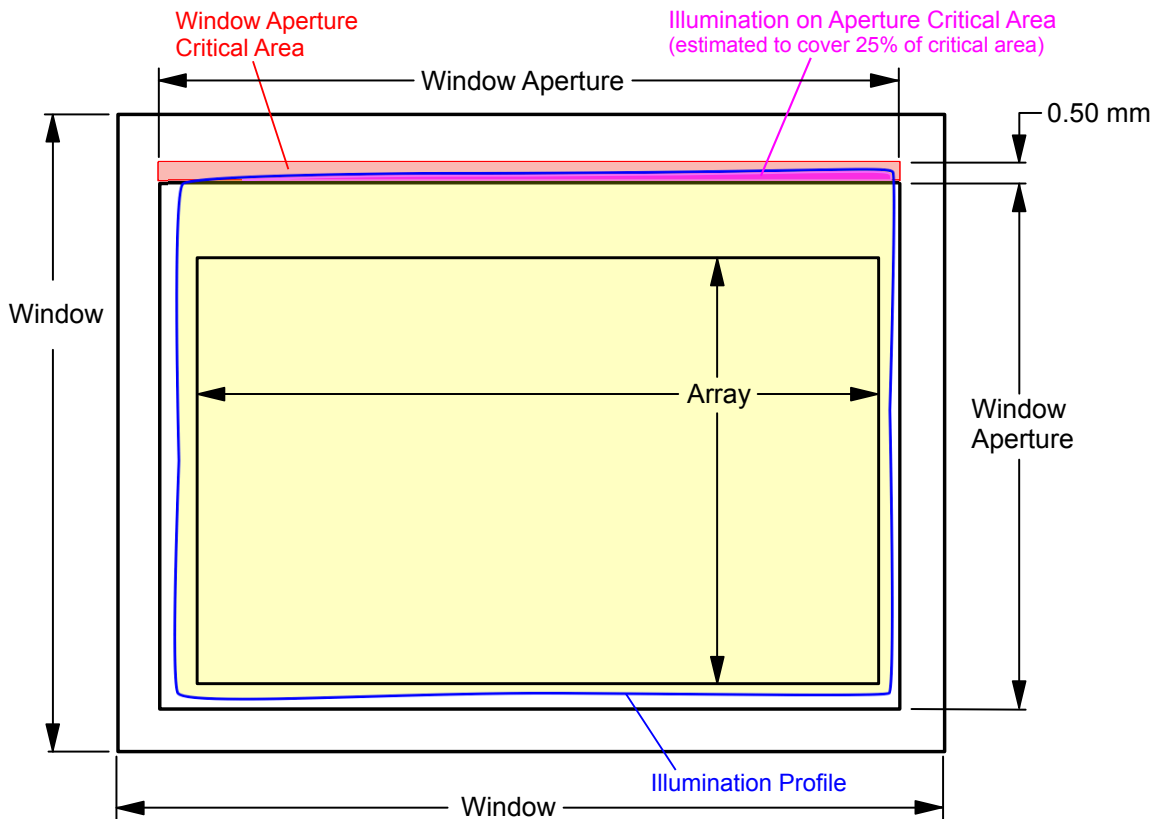 Window Aperture
Critical Area
Illumination on Aperture Critical Area
(estimated to cover 25% of critical area)
Window Aperture
0.50 mm
Window
Array
Window
Aperture
Illumination Profile
Window